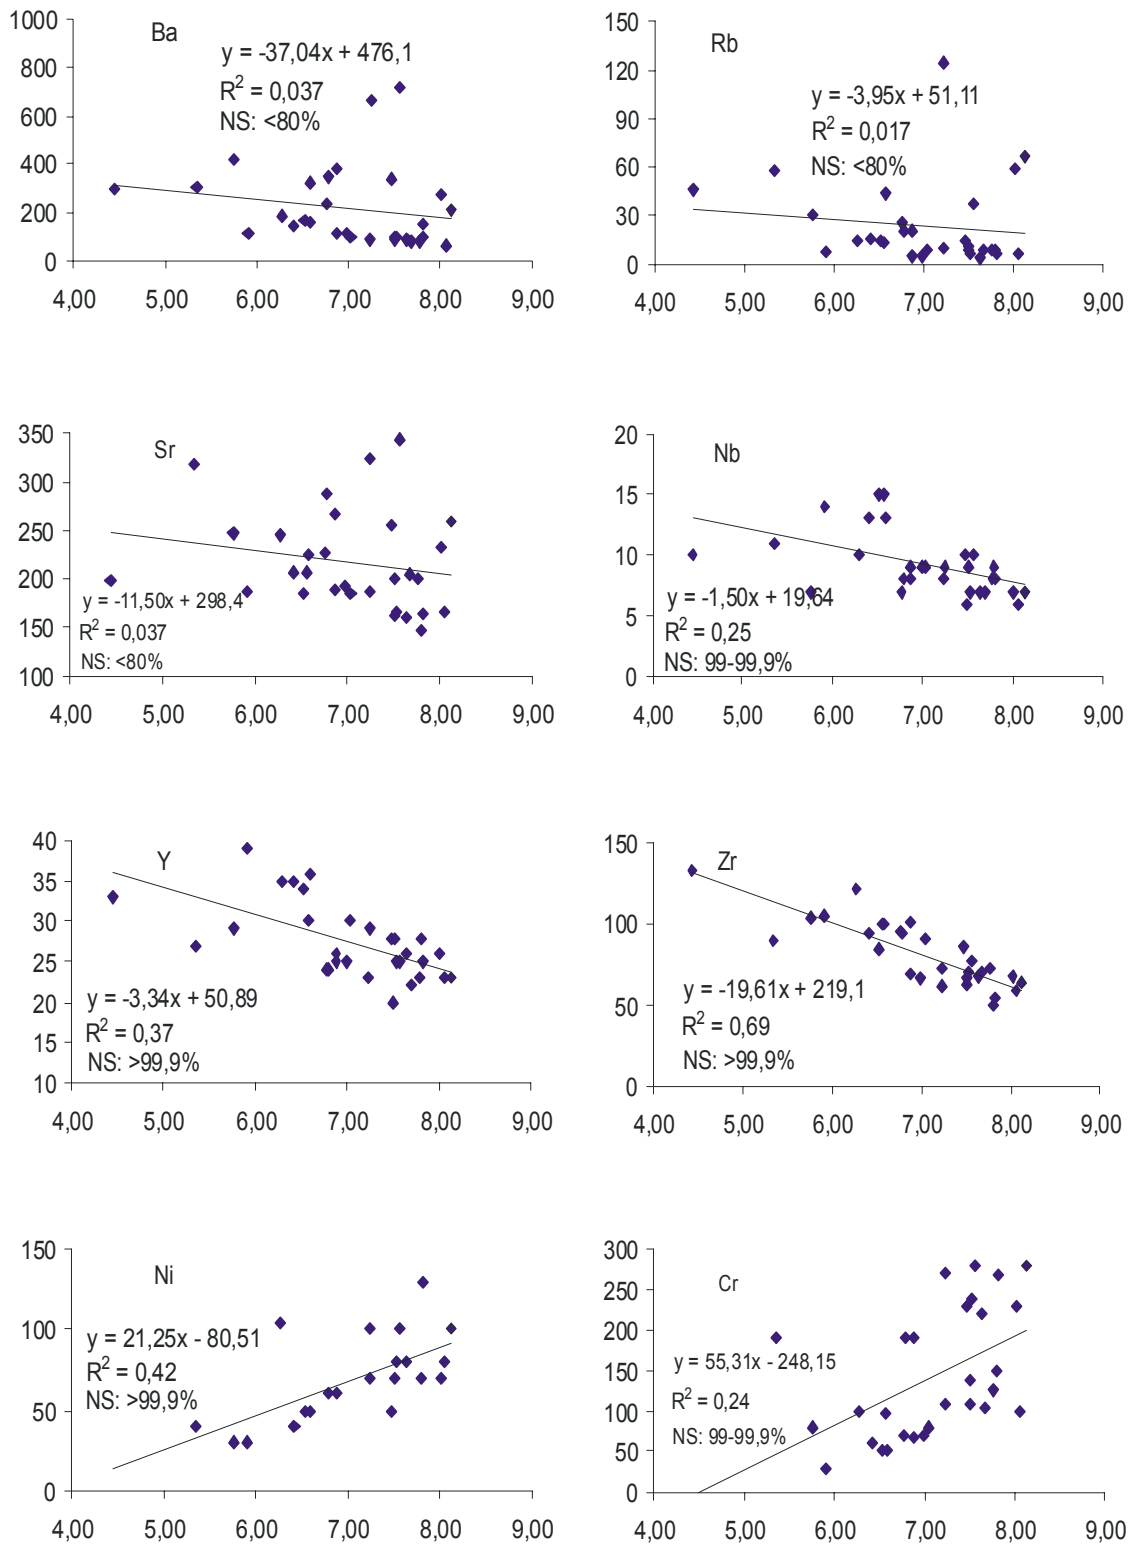 1000
800
600
400
200
0
Ba
y = -37,04x + 476,1
R² = 0,037
NS: <80%
4,00 5,00 6,00 7,00 8,00 9,00
150
120
90
60
30
0
Rb
y = -3,95x + 51,11
R² = 0,017
NS: <80%
4,00 5,00 6,00 7,00 8,00 9,00
350
300
250
200
150
100
Sr
y = -11,50x + 298,4
R² = 0,037
NS: <80%
4,00 5,00 6,00 7,00 8,00 9,00
20
15
10
5
0
Nb
y = -1,50x + 19,64
R² = 0,25
NS: 99-99,9%
4,00 5,00 6,00 7,00 8,00 9,00
40
35
30
25
20
15
10
Y
y = -3,34x + 50,89
R² = 0,37
NS: >99,9%
4,00 5,00 6,00 7,00 8,00 9,00
150
100
50
0
Zr
y = -19,61x + 219,1
R² = 0,69
NS: >99,9%
4,00 5,00 6,00 7,00 8,00 9,00
150
100
50
0
Ni
y = 21,25x - 80,51
R² = 0,42
NS: >99,9%
4,00 5,00 6,00 7,00 8,00 9,00
300
250
200
150
100
50
0
Cr
y = 55,31x - 248,15
R² = 0,24
NS: 99-99,9%
4,00 5,00 6,00 7,00 8,00 9,00